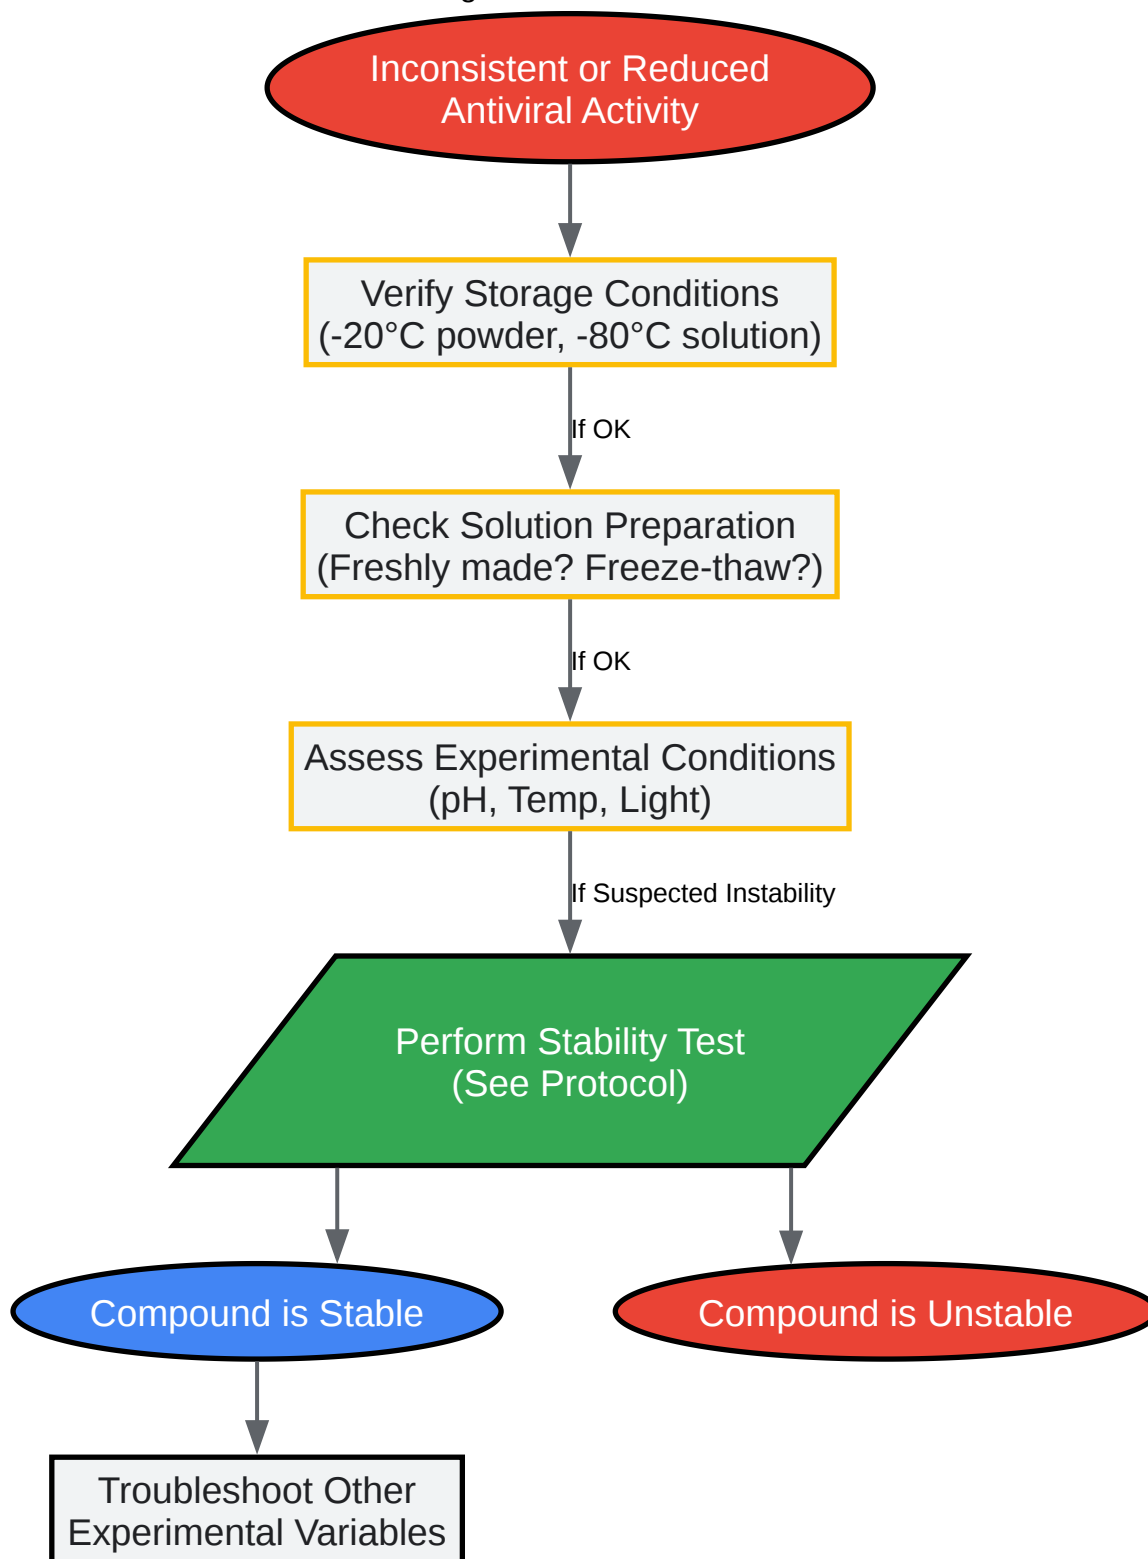 Inconsistent or Reduced
Antiviral Activity
Verify Storage Conditions
(-20°C powder, -80°C solution)
If OK
Check Solution Preparation
(Freshly made? Freeze-thaw?)
If OK
Assess Experimental Conditions
(pH, Temp, Light)
If Suspected Instability
Perform Stability Test
(See Protocol)
Compound is Stable
Compound is Unstable
Troubleshoot Other
Experimental Variables